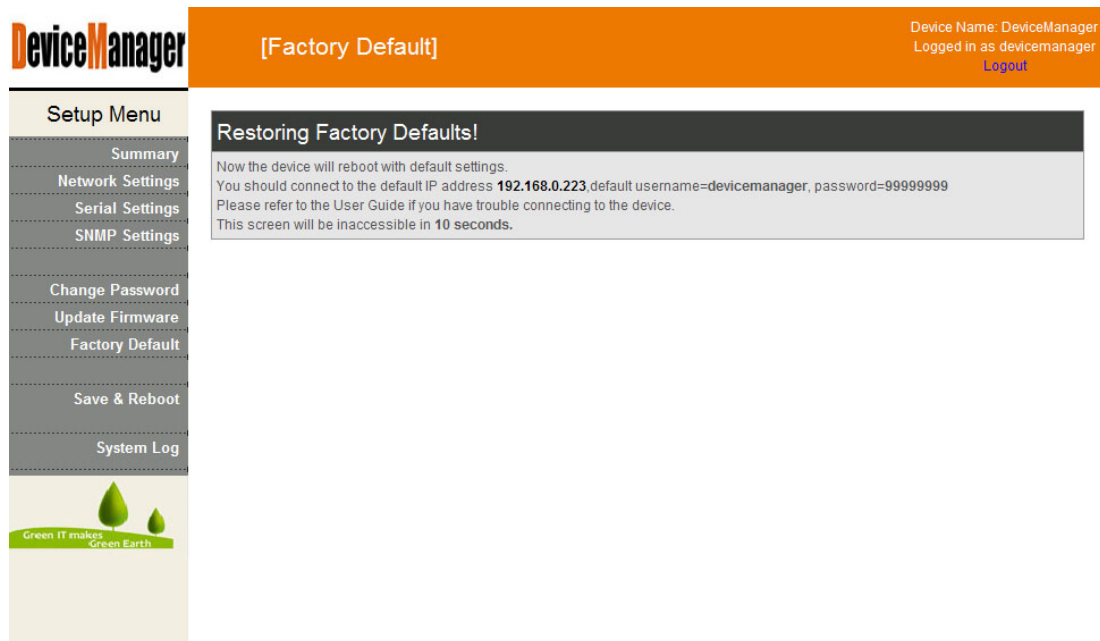 DeviceManager
[Factory Default]
Device Name: DeviceManager
Logged in as devicemanager
Logout
Setup Menu
Summary
Network Settings
Serial Settings
SNMP Settings
Change Password
Update Firmware
Factory Default
Save & Reboot
System Log
Green IT makes
Green Earth
Restoring Factory Defaults!
Now the device will reboot with default settings.
You should connect to the default IP address 192.168.0.223,default username=devicemanager, password=99999999
Please refer to the User Guide if you have trouble connecting to the device.
This screen will be inaccessible in 10 seconds.